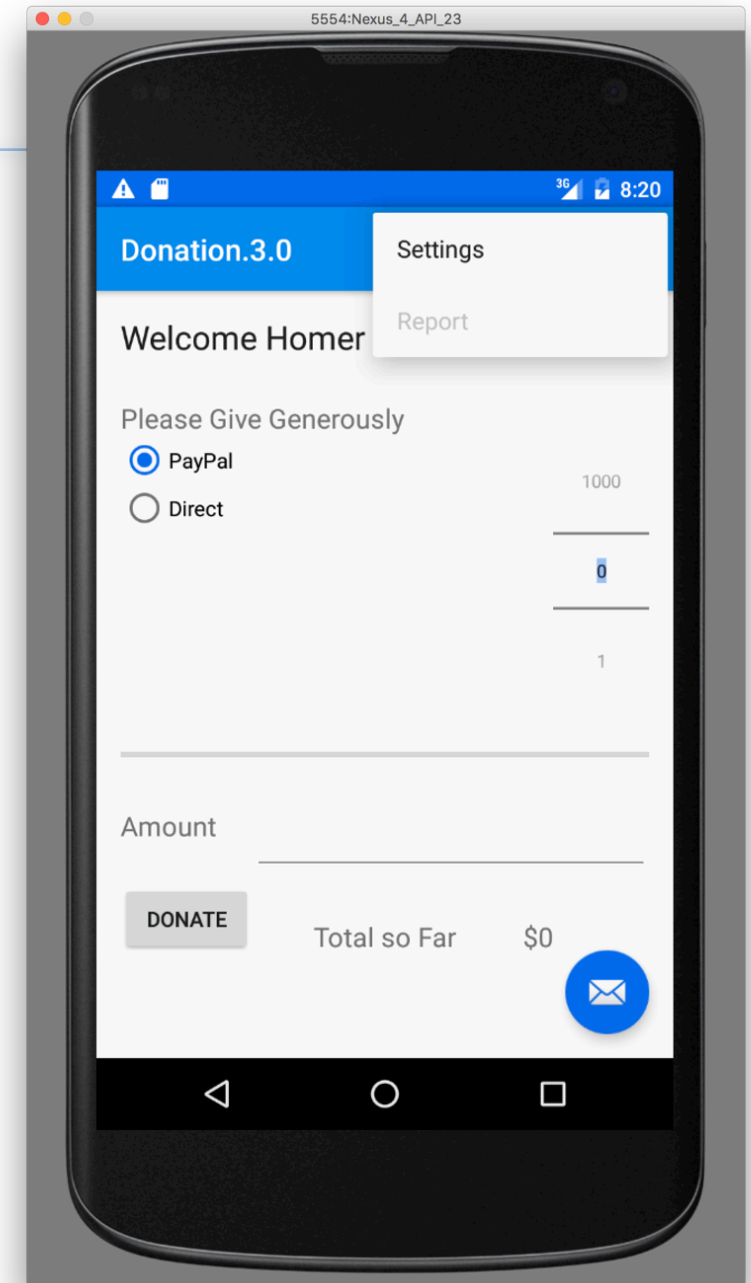 5554:Nexus_4_API_23
3G 8:20
Donation.3.0
Settings
Report
Welcome Homer
Please Give Generously
PayPal
Direct
1000
0
1
Amount
DONATE
Total so Far $0